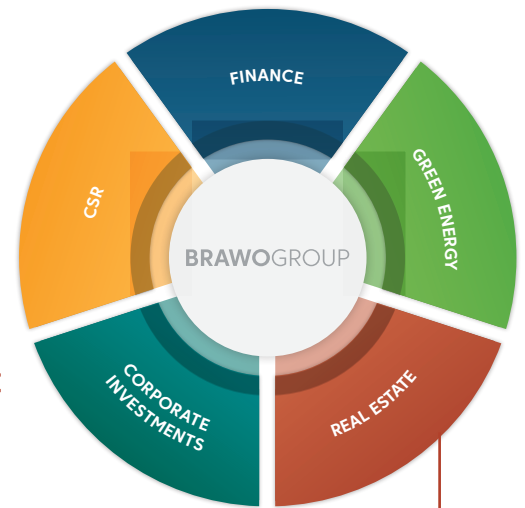 FINANCE
GREEN ENERGY
REAL ESTATE
CORPORATE
INVESTMENTS
CSR
BRAWOGROUP